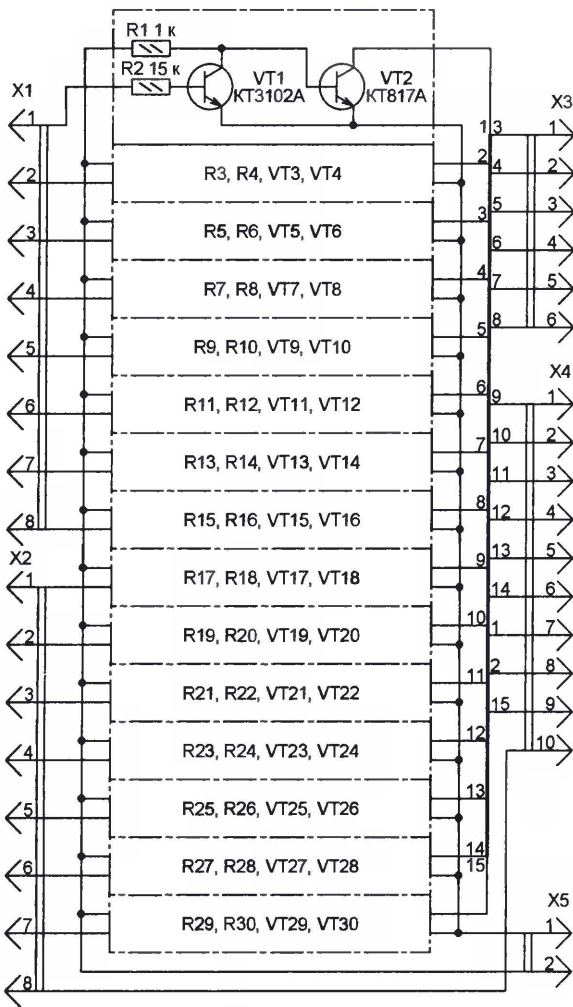 R1 1 к
R2 15 к
VT1
КТ3102А
VT2
КТ817А
X1
1
2
3
4
5
6
7
8
X2
1
2
3
4
5
6
7
8
R3, R4, VT3, VT4
R5, R6, VT5, VT6
R7, R8, VT7, VT8
R9, R10, VT9, VT10
R11, R12, VT11, VT12
R13, R14, VT13, VT14
R15, R16, VT15, VT16
R17, R18, VT17, VT18
R19, R20, VT19, VT20
R21, R22, VT21, VT22
R23, R24, VT23, VT24
R25, R26, VT25, VT26
R27, R28, VT27, VT28
R29, R30, VT29, VT30
1
2
3
4
5
6
7
8
9
10
11
12
13
14
15
X3
3 1
4 2
5 3
6 4
7 5
8 6
X4
9 1
10 2
11 3
12 4
13 5
14 6
1 7
2 8
15 9
10
X5
1
2